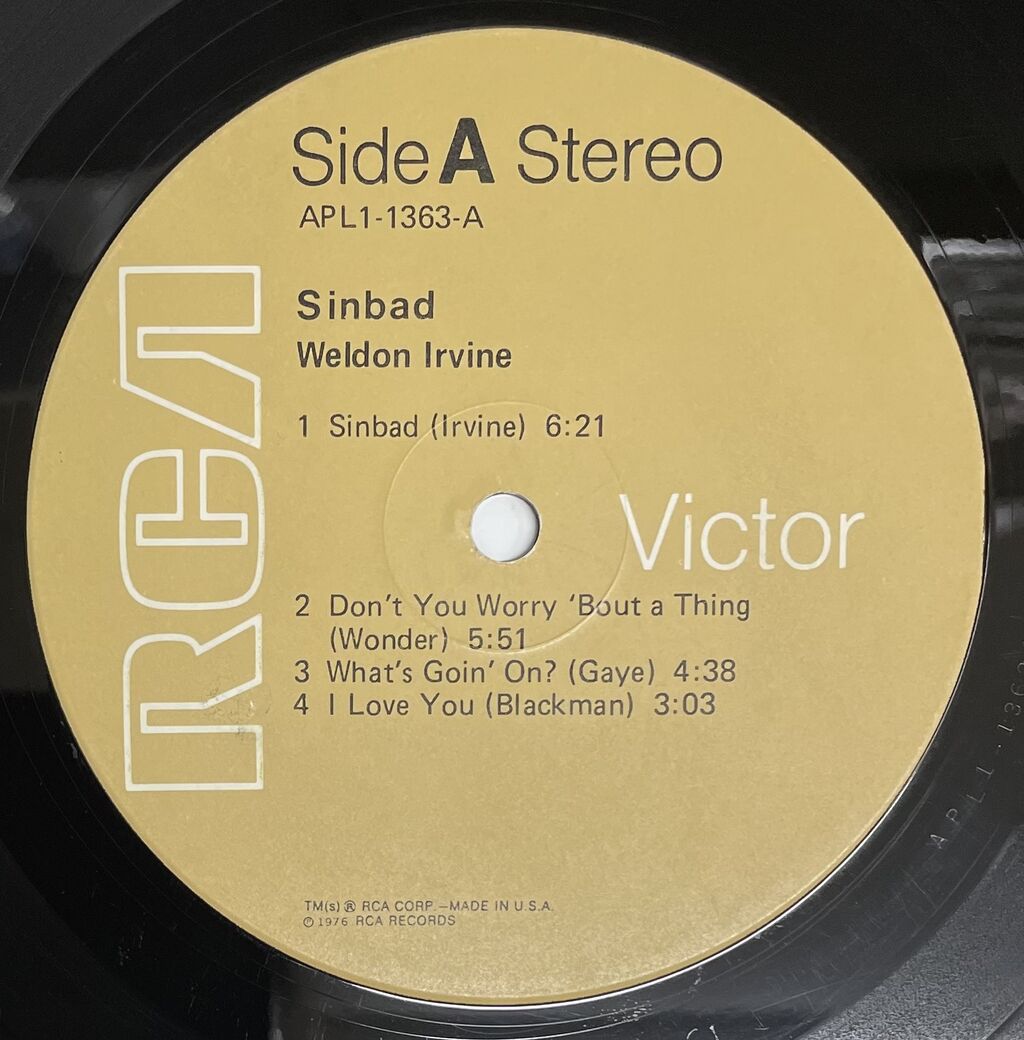 Side A Stereo
APL1-1363-A
Sinbad
Weldon Irvine
1 Sinbad (Irvine) 6:21
RCA
Victor
2 Don't You Worry ‘Bout a Thing
(Wonder) 5:51
3 What's Goin' On? (Gaye) 4:38
4 I Love You (Blackman) 3:03
TM(s) ® RCA CORP.—MADE IN U.S.A.
℗ 1976 RCA RECORDS